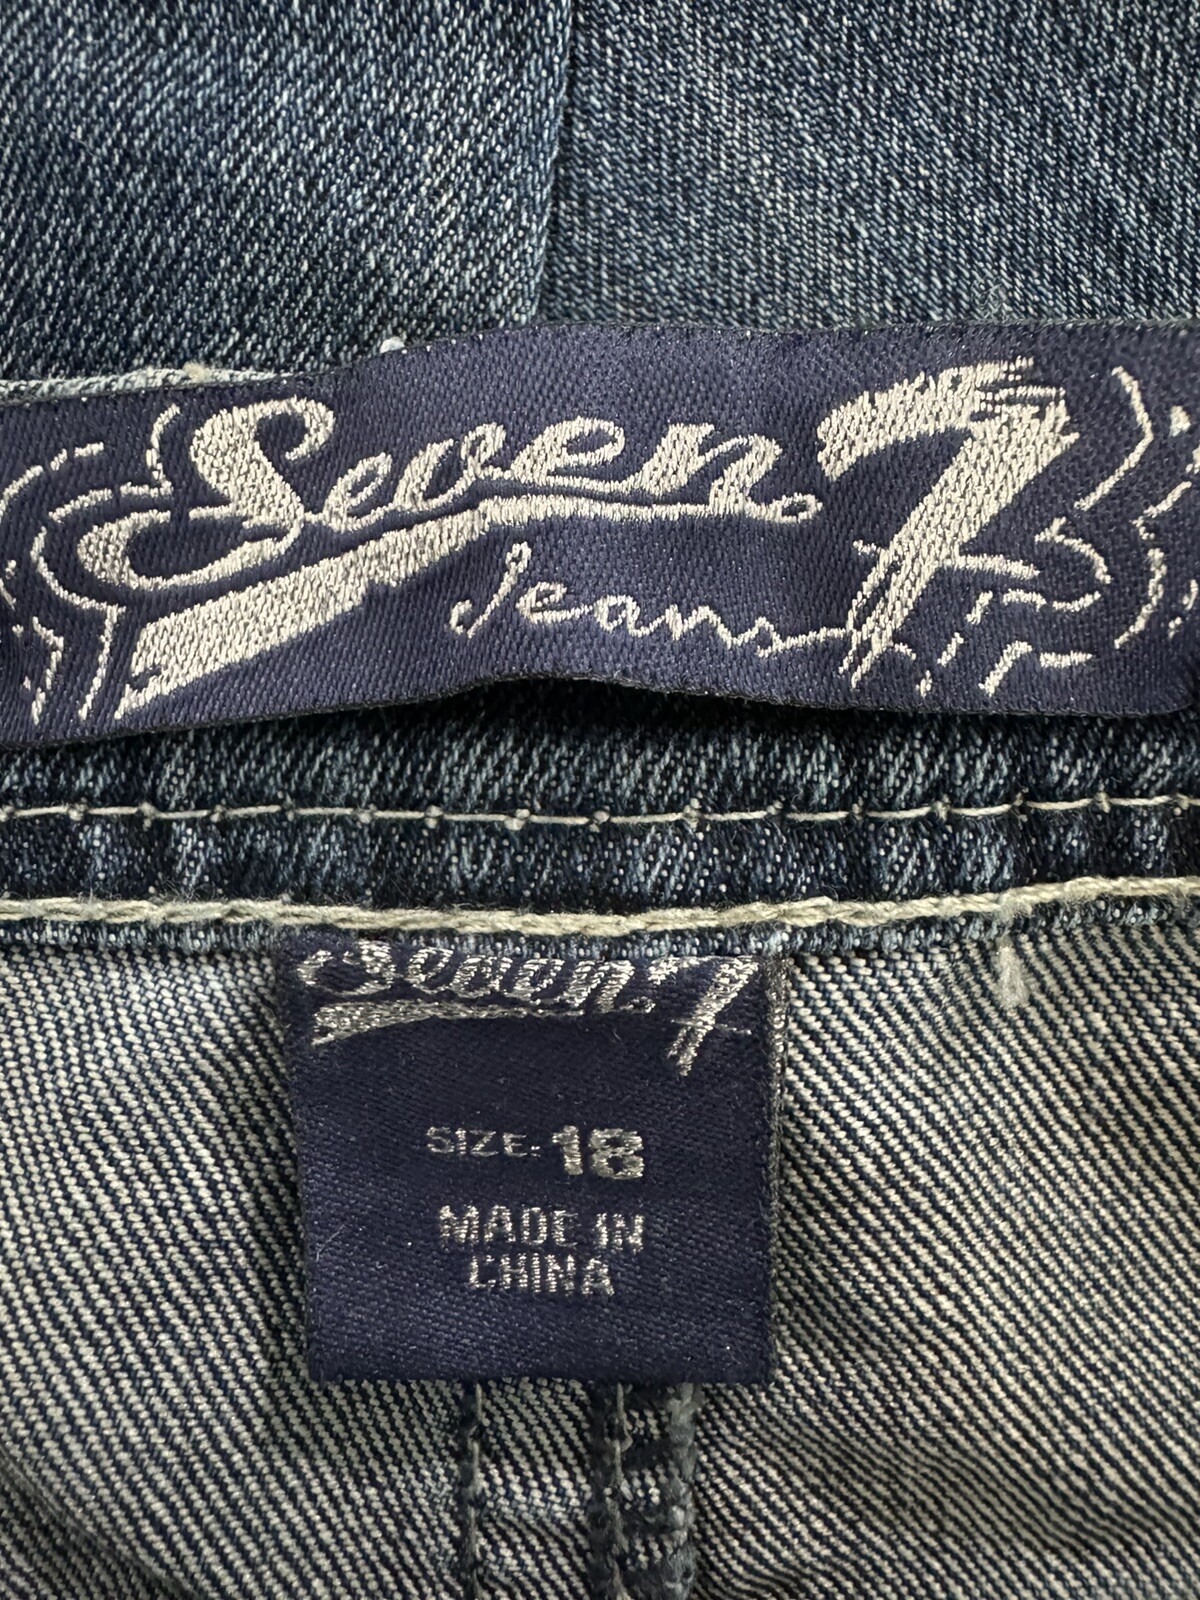 Seven 7
Jeans
Seven 7
SIZE: 18
MADE IN
CHINA